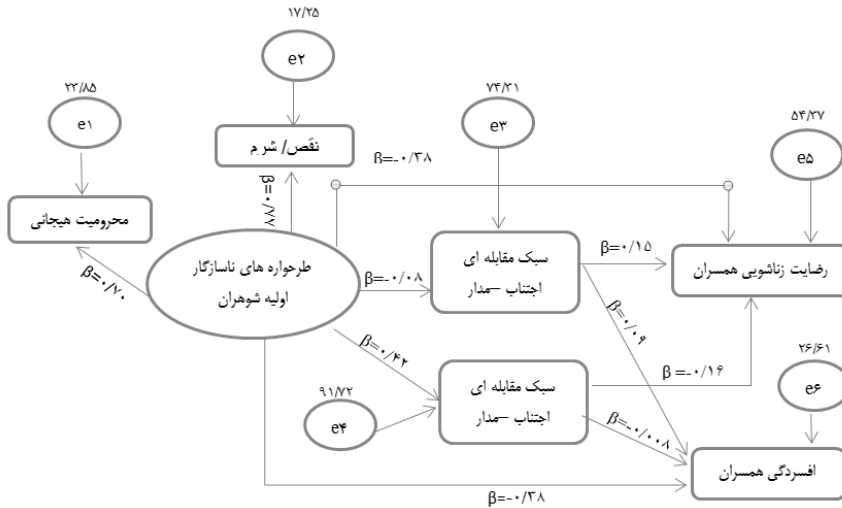 ۱۷/۲۵
e۲
۲۳/۸۵
e۱
۷۴/۳۱
e۳
۵۴/۳۷
e۵
نقص/ شرم
β=-۰/۳۸
محرومیت هیجانی
β=۰/۷۷
β=۰/۷۰
طرحواره های ناسازگار
اولیه شوهران
β=-۰/۰۸
سبک مقابله ای
اجتناب –مدار
β=۰/۱۵
رضایت زناشویی همسران
β=۰/۰۹
β=۰/۴۲
سبک مقابله ای
اجتناب –مدار
β =-۰/۱۶
۹۱/۷۲
e۴
β=-۰/۰۰۸
۲۶/۶۱
e۶
افسردگی همسران
β=-۰/۳۸